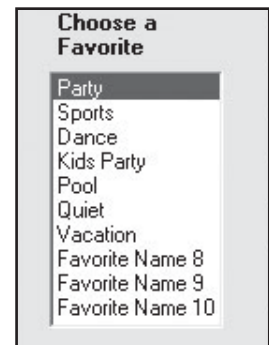 Choose a
Favorite
Party
Sports
Dance
Kids Party
Pool
Quiet
Vacation
Favorite Name 8
Favorite Name 9
Favorite Name 10